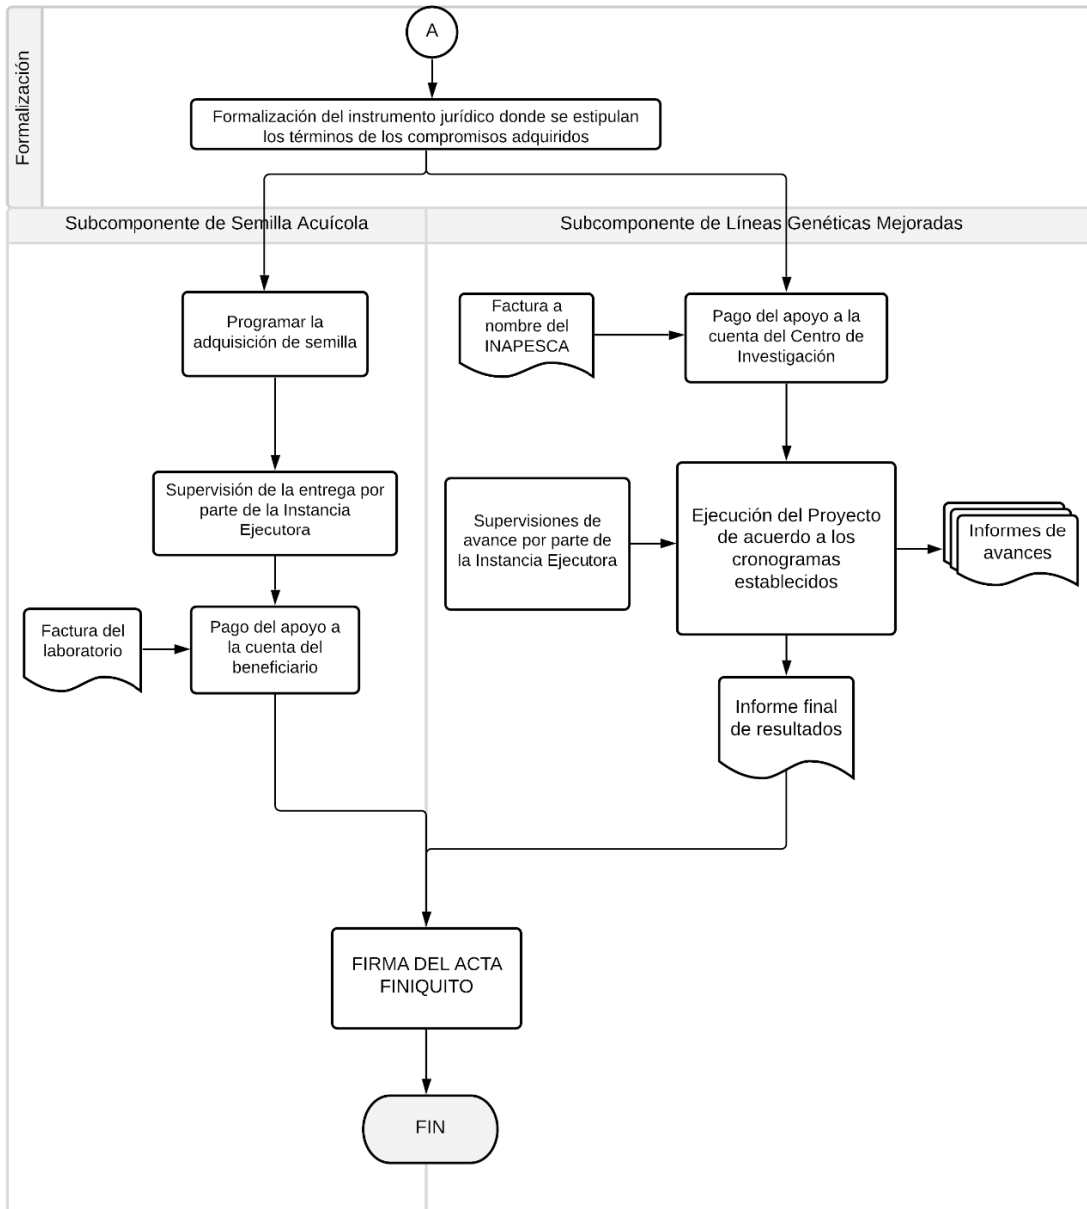 A
Formalización
Formalización del instrumento jurídico donde se estipulan
los términos de los compromisos adquiridos
Subcomponente de Semilla Acuícola
Subcomponente de Líneas Genéticas Mejoradas
Programar la
adquisición de semilla
Factura a
nombre del
INAPESCA
Pago del apoyo a la
cuenta del Centro de
Investigación
Supervisión de la entrega por
parte de la Instancia
Ejecutora
Supervisiones de
avance por parte de
la Instancia Ejecutora
Ejecución del Proyecto
de acuerdo a los
cronogramas
establecidos
Informes de
avances
Factura del
laboratorio
Pago del apoyo a
la cuenta del
beneficiario
Informe final
de resultados
FIRMA DEL ACTA
FINIQUITO
FIN